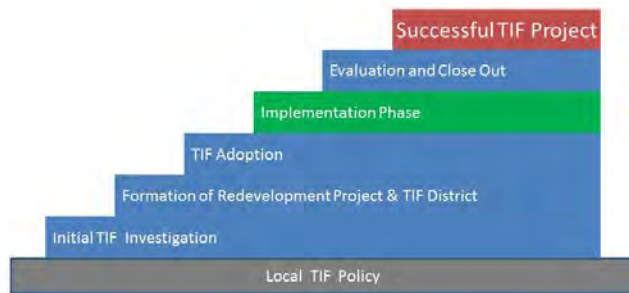 Successful TIF Project
Evaluation and Close Out
Implementation Phase
TIF Adoption
Formation of Redevelopment Project & TIF District
Initial TIF Investigation
Local TIF Policy